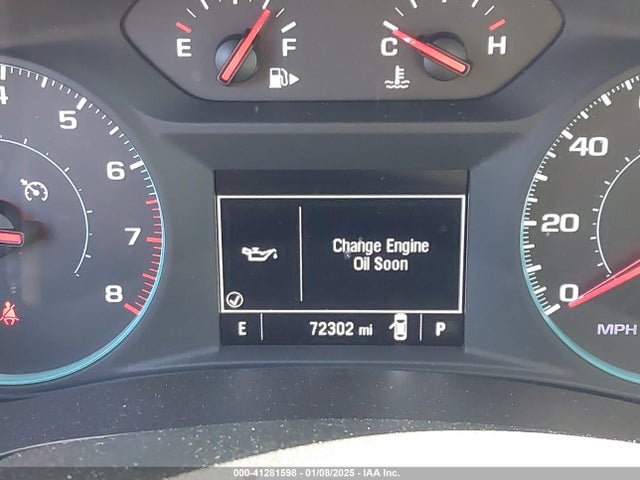 E F
C H
4
5
6
7
8
40
20
0
MPH
Change Engine
Oil Soon
E 72302 mi P
000-41281598 - 01/08/2025 - IAA Inc.